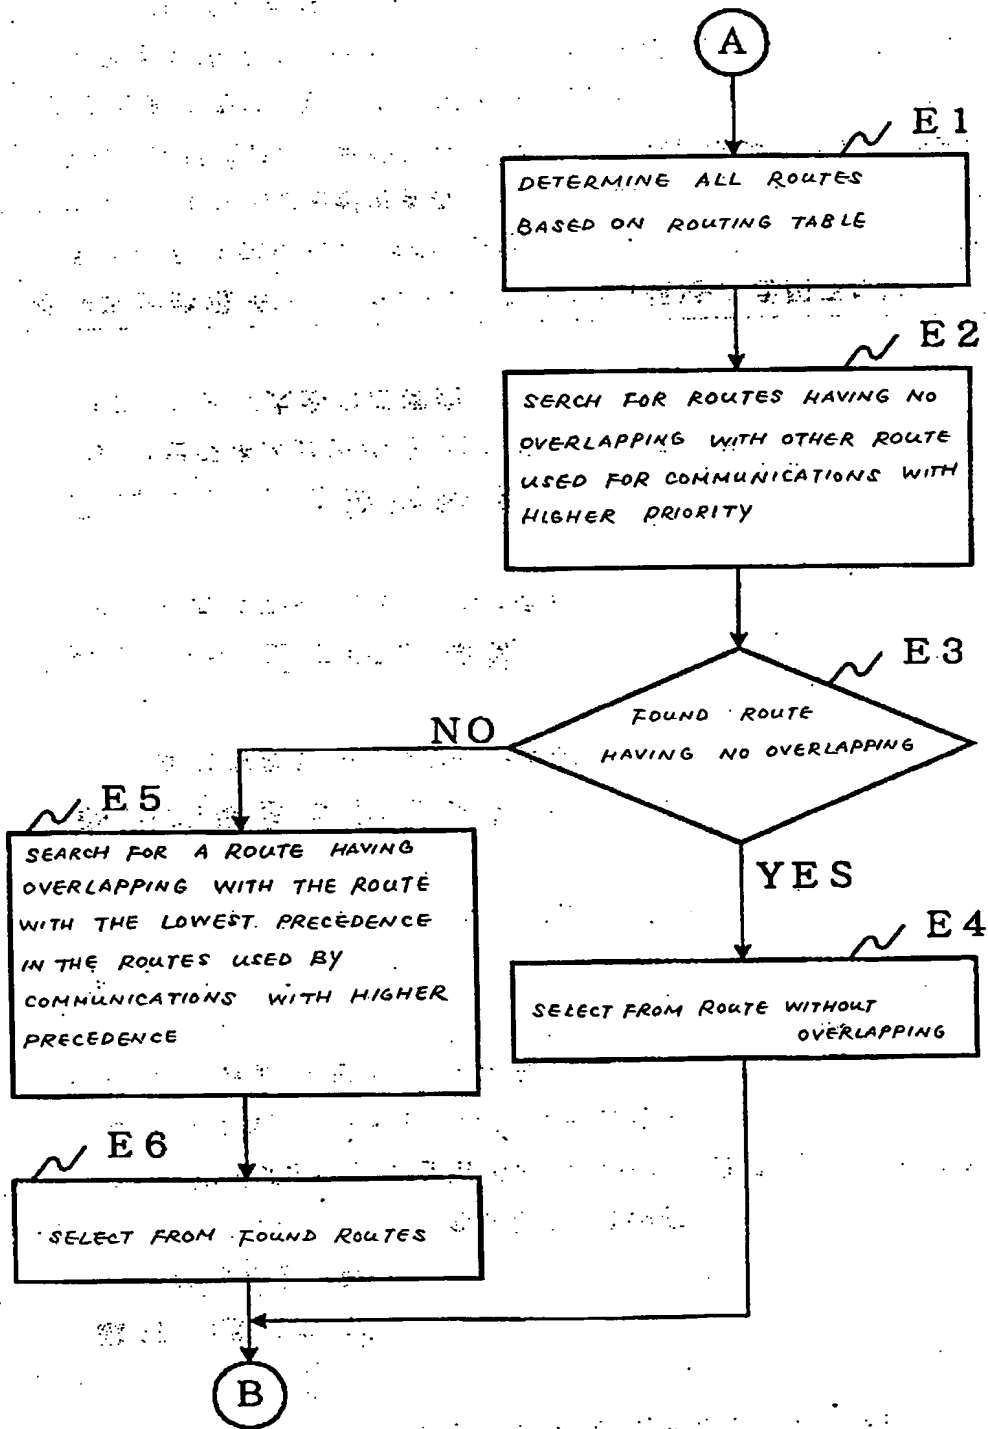 A
E1
DETERMINE ALL ROUTES
BASED ON ROUTING TABLE
E2
SERCH FOR ROUTES HAVING NO
OVERLAPPING WITH OTHER ROUTE
USED FOR COMMUNICATIONS WITH
HIGHER PRIORITY
E3
FOUND ROUTE
HAVING NO OVERLAPPING
NO
YES
E5
SEARCH FOR A ROUTE HAVING
OVERLAPPING WITH THE ROUTE
WITH THE LOWEST PRECEDENCE
IN THE ROUTES USED BY
COMMUNICATIONS WITH HIGHER
PRECEDENCE
E4
SELECT FROM ROUTE WITHOUT
OVERLAPPING
E6
SELECT FROM FOUND ROUTES
B